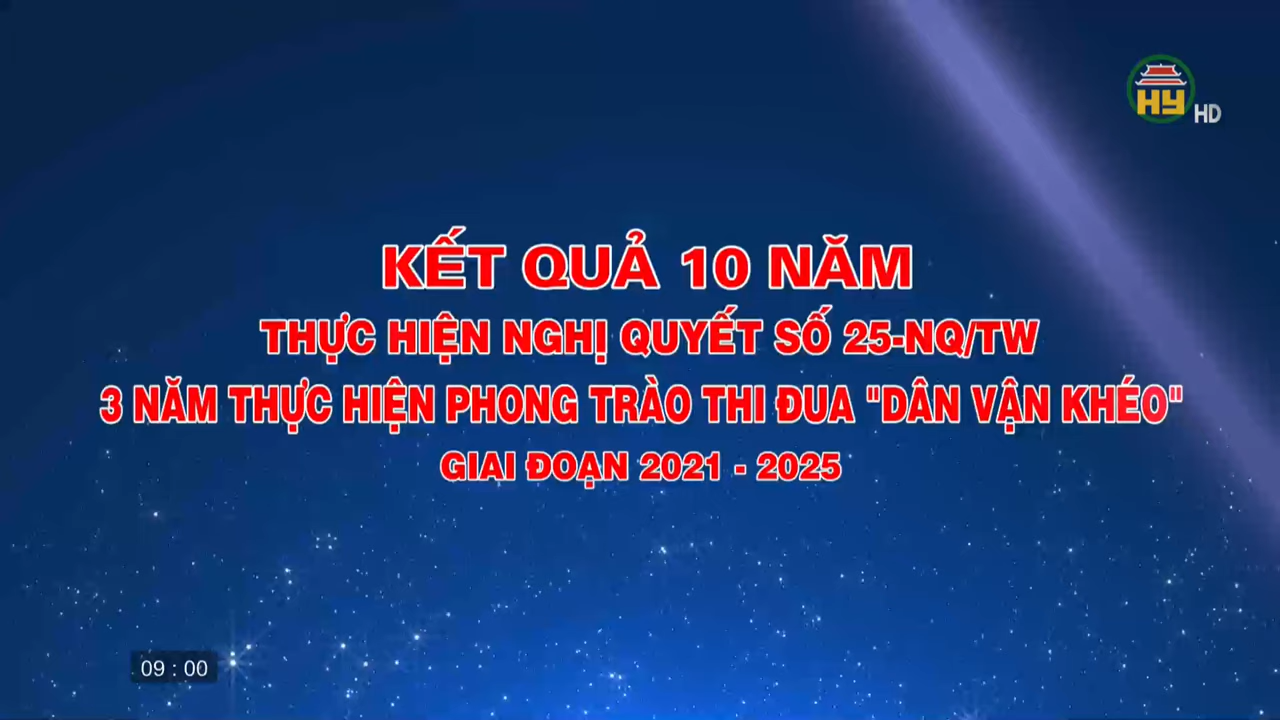 HY HD
KẾT QUẢ 10 NĂM
THỰC HIỆN NGHỊ QUYẾT SỐ 25-NQ/TW
3 NĂM THỰC HIỆN PHONG TRÀO THI ĐUA "DÂN VẬN KHÉO"
GIAI ĐOẠN 2021 - 2025
09 : 00